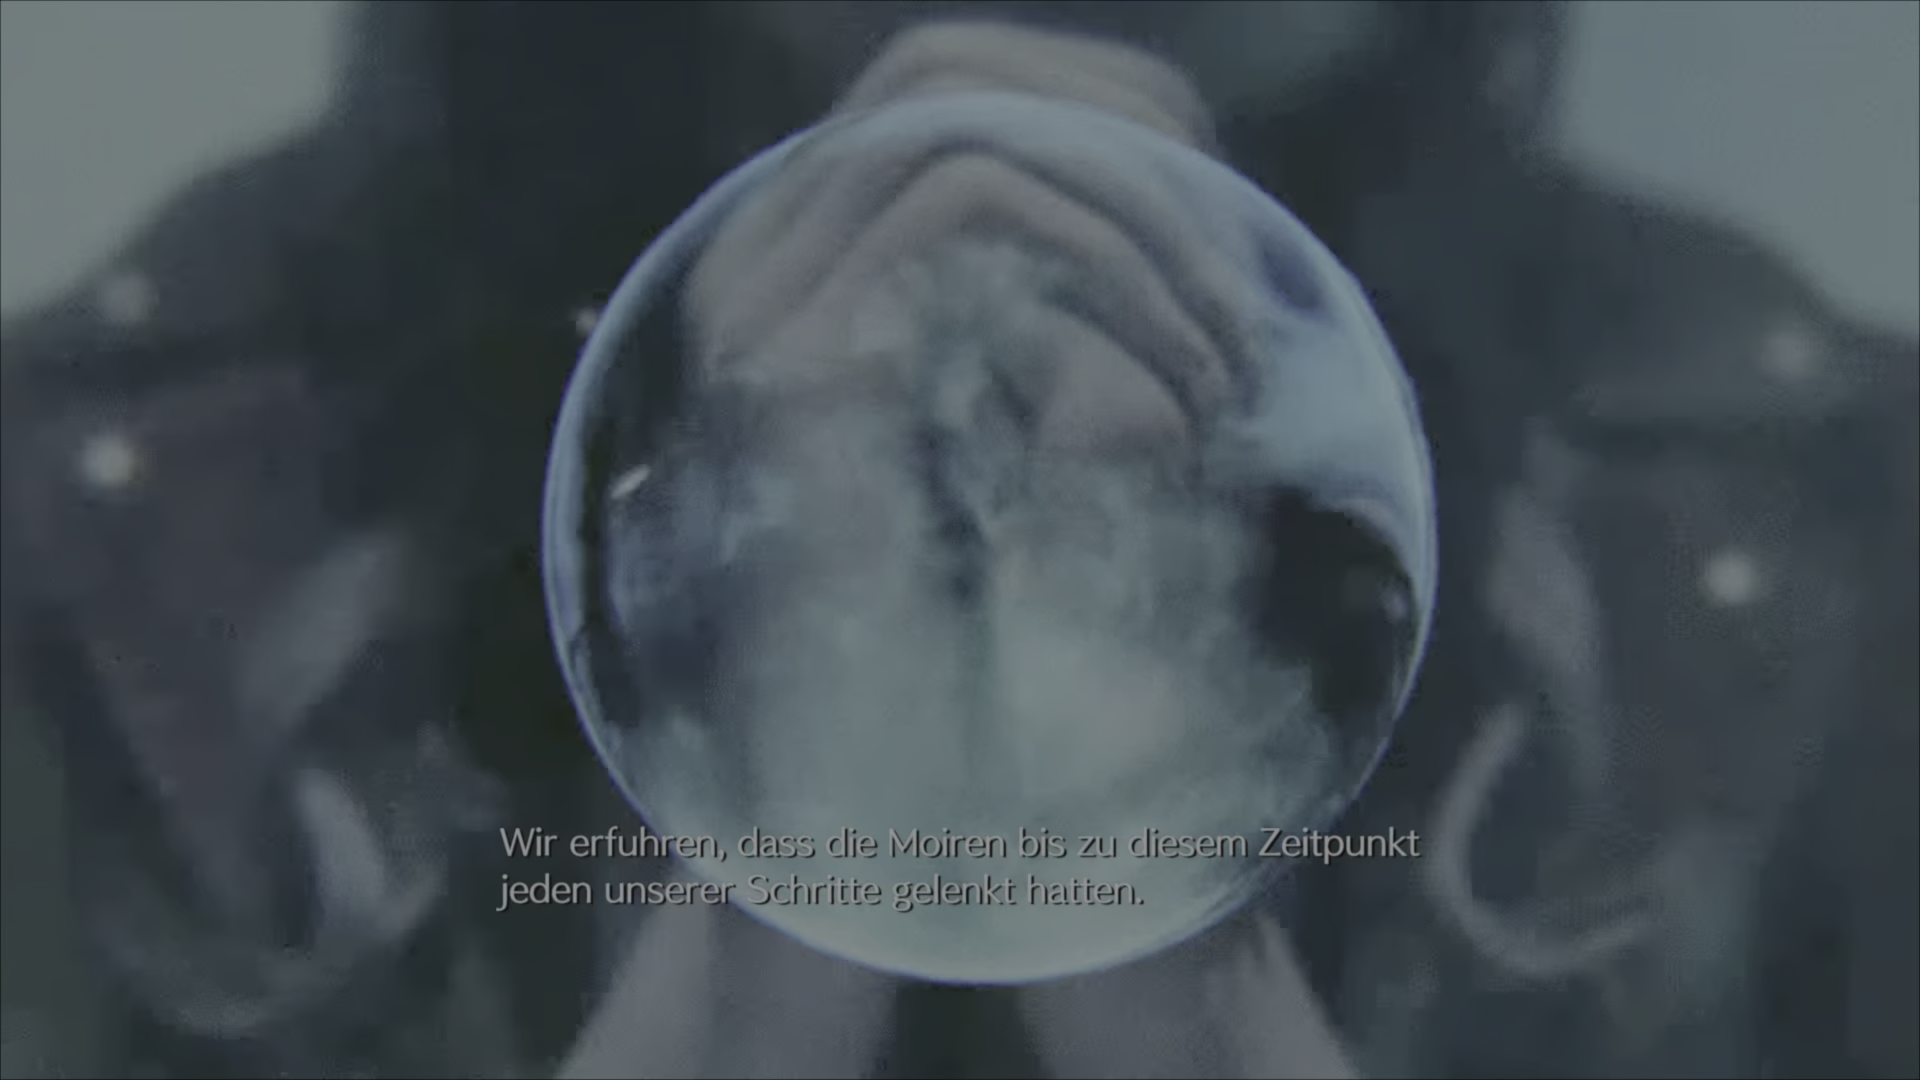 Wir erfuhren, dass die Moiren bis zu diesem Zeitpunkt
jeden unserer Schritte gelenkt hatten.